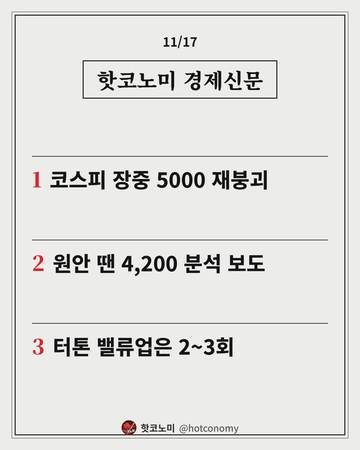 11/17
핫코노미 경제신문
1 코스피 장중 5000 재붕괴
2 원안 땐 4,200 분석 보도
3 터톤 밸류업은 2~3회
핫코노미 @hotconomy